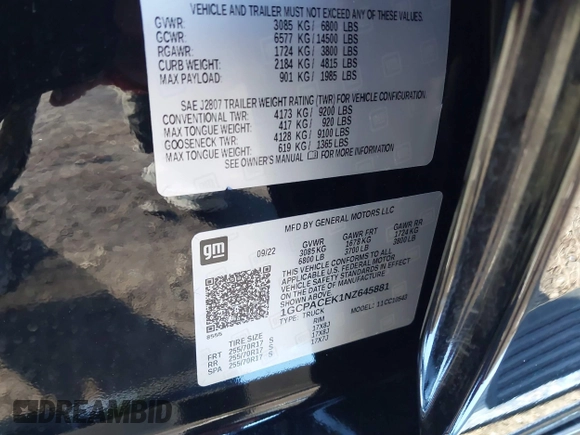 VEHICLE AND TRAILER MUST NOT EXCEED ANY OF THESE VALUES
GVWR: 3085 KG / 6800 LBS
GCWR: 6577 KG / 14500 LBS
RGAWR: 1724 KG / 3800 LBS
CURB WEIGHT: 2184 KG / 4815 LBS
MAX PAYLOAD: 901 KG / 1985 LBS
SAE J2807 TRAILER WEIGHT RATING (TWR) FOR VEHICLE CONFIGURATION
CONVENTIONAL TWR: 4173 KG / 9200 LBS
MAX TONGUE WEIGHT: 417 KG / 920 LBS
GOOSENECK TWR: 4128 KG / 9100 LBS
MAX TONGUE WEIGHT: 619 KG / 1365 LBS
SEE OWNER'S MANUAL FOR MORE INFORMATION
MFD BY GENERAL MOTORS LLC
gm 09/22 GVWR GAWR FRT GAWR RR
3085 KG 1678 KG 1724 KG
6800 LB 3700 LB 3800 LB
THIS VEHICLE CONFORMS TO ALL
APPLICABLE U.S. FEDERAL MOTOR
VEHICLE SAFETY STANDARDS IN
EFFECT ON THE DATE OF
MANUFACTURE SHOWN ABOVE.
1GCPACEK1NZ645881
TYPE: TRUCK MODEL:
TIRE SIZE RIM
FRT 255/70R17 S 17X8J
RR 255/70R17 S 17X8J
SPA 255/70R17 S 17X7J
DREAMBID